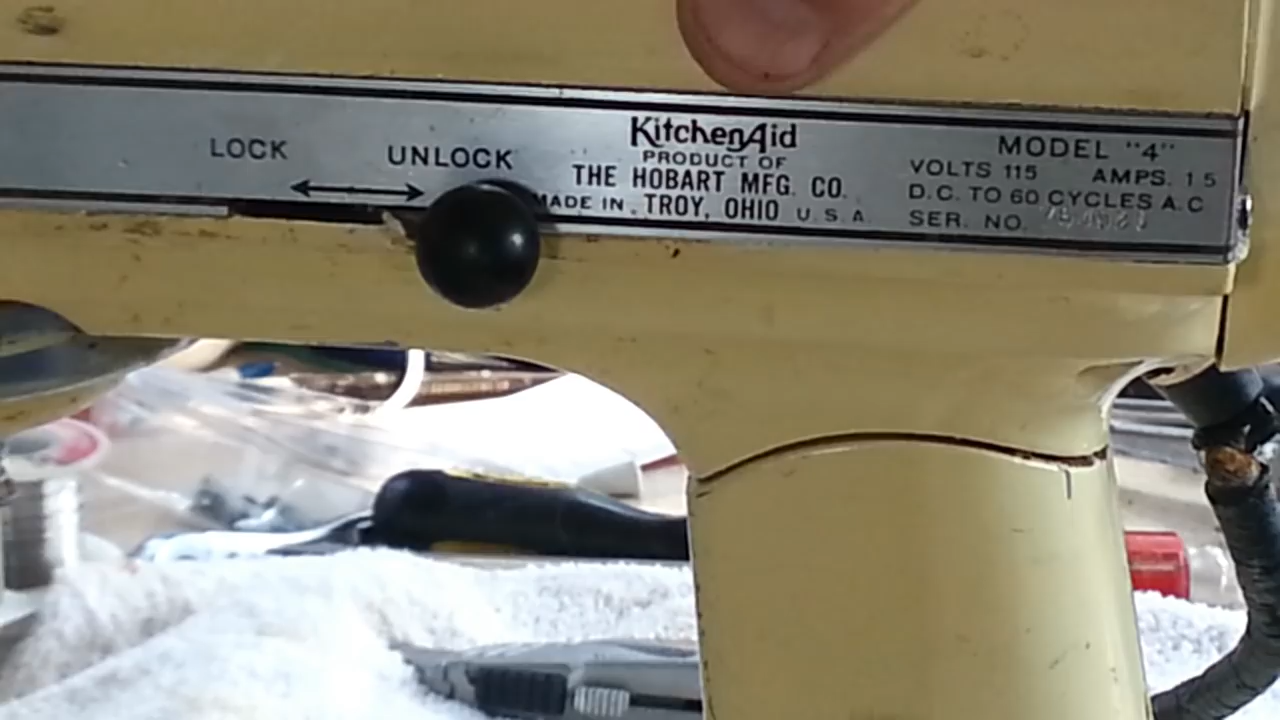 LOCK
UNLOCK
KitchenAid
PRODUCT OF
THE HOBART MFG. CO.
MADE IN TROY, OHIO U.S.A.
MODEL "4"
VOLTS 115 AMPS. 1.5
D.C. TO 60 CYCLES A.C
SER. NO.